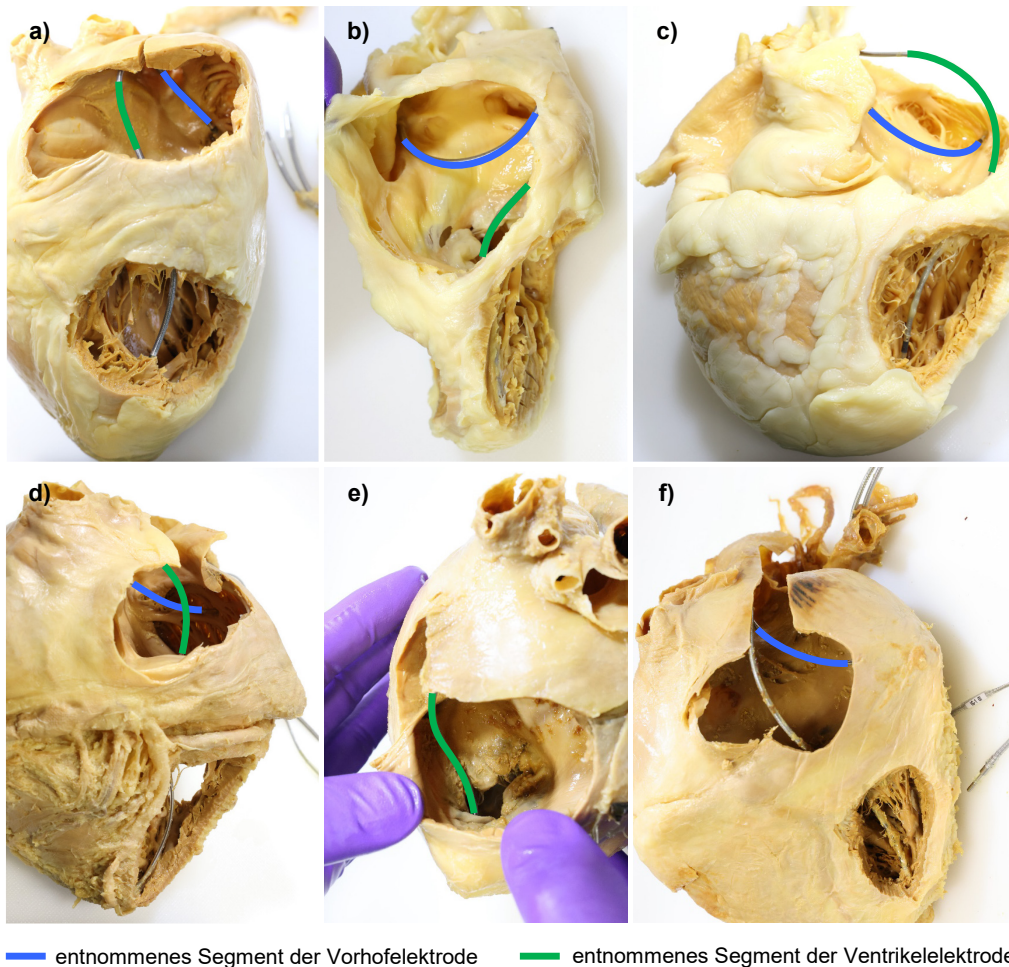 a)
b)
c)
d)
e)
f)
entnommenes Segment der Vorhofelektrode
entnommenes Segment der Ventrikelelektrode